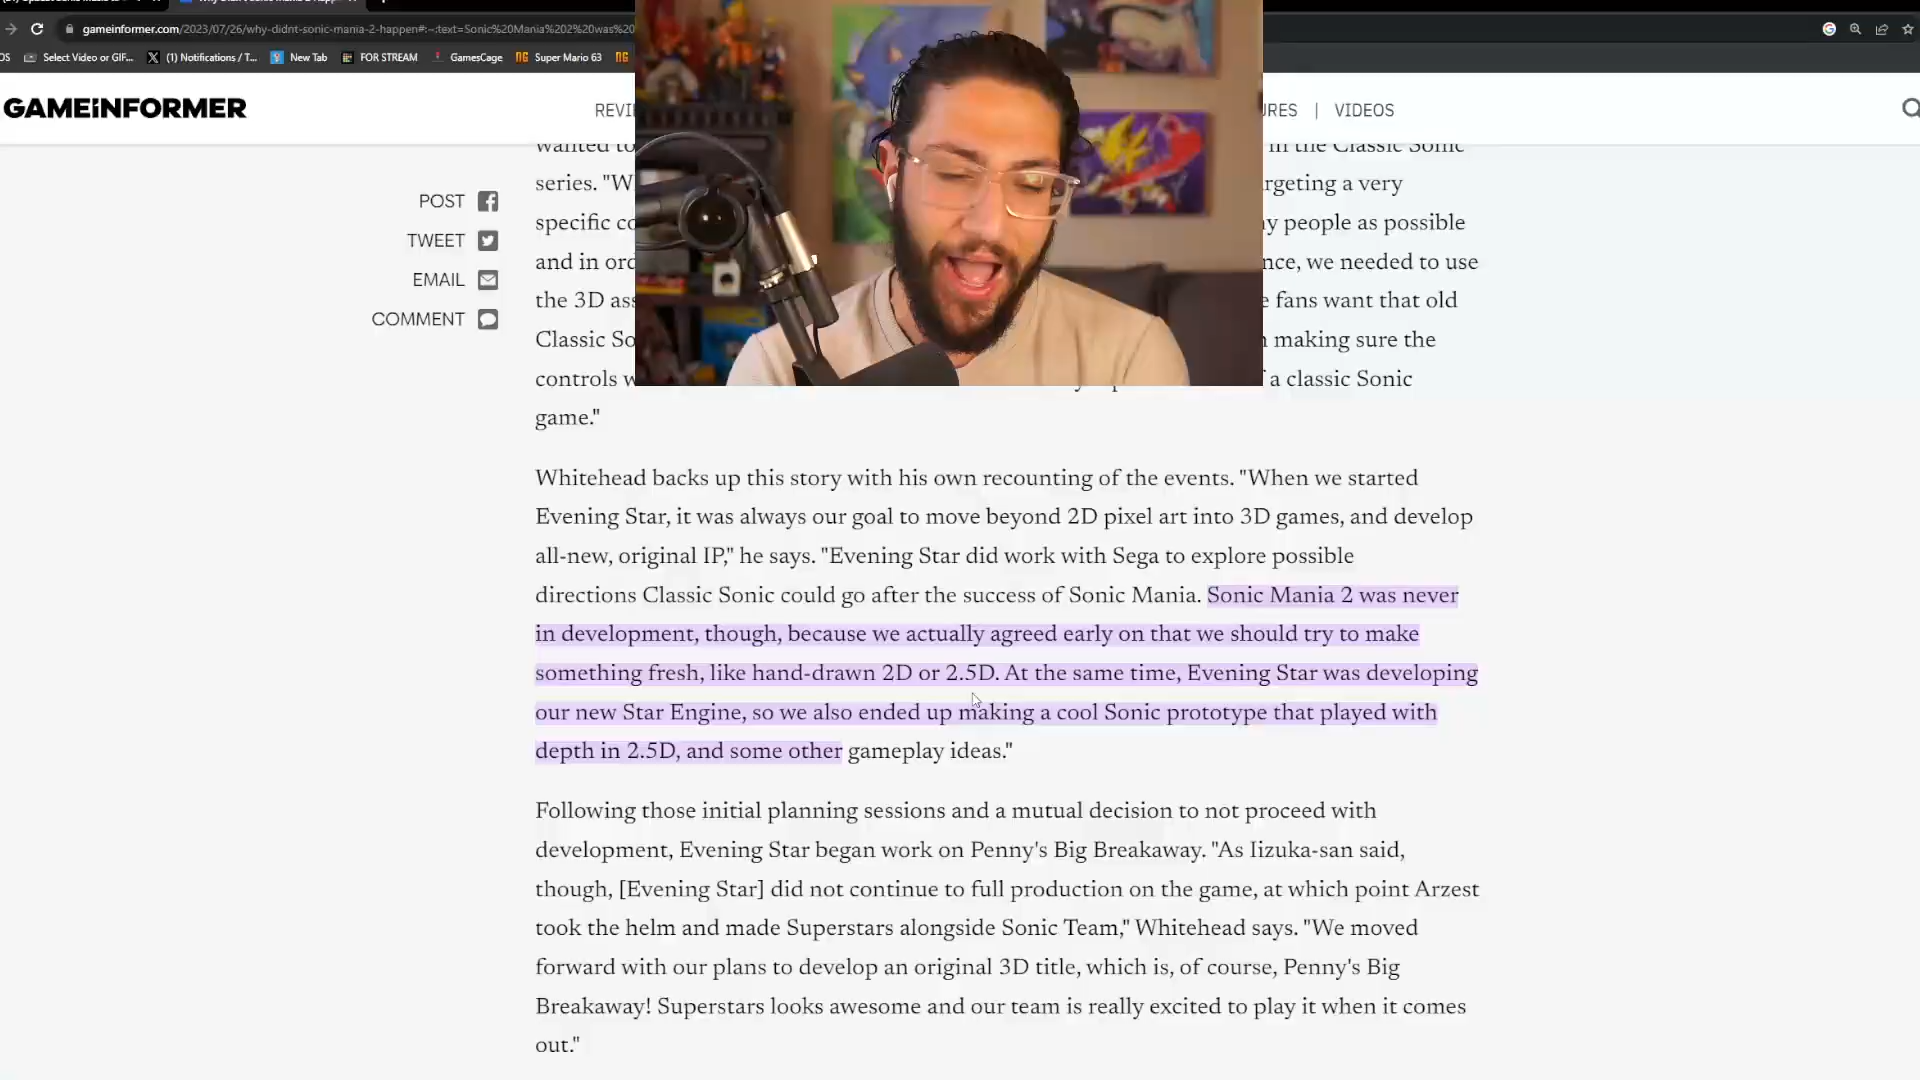 gameinformer.com/2023/07/26/why-didnt-sonic-mania-2-happen#:~:text=Sonic%20Mania%202%20was%20
OS Select Video or GIF... (1) Notifications / T... New Tab FOR STREAM GamesCage Super Mario 63
GAMEiNFORMER
REVI
URES | VIDEOS
wanted to
in the Classic Sonic
series. "W
rgeting a very
specific co
y people as possible
and in ord
nce, we needed to use
the 3D ass
e fans want that old
Classic So
n making sure the
controls w
a classic Sonic
game."
POST
TWEET
EMAIL
COMMENT
Whitehead backs up this story with his own recounting of the events. "When we started
Evening Star, it was always our goal to move beyond 2D pixel art into 3D games, and develop
all-new, original IP," he says. "Evening Star did work with Sega to explore possible
directions Classic Sonic could go after the success of Sonic Mania. Sonic Mania 2 was never
in development, though, because we actually agreed early on that we should try to make
something fresh, like hand-drawn 2D or 2.5D. At the same time, Evening Star was developing
our new Star Engine, so we also ended up making a cool Sonic prototype that played with
depth in 2.5D, and some other gameplay ideas."
Following those initial planning sessions and a mutual decision to not proceed with
development, Evening Star began work on Penny's Big Breakaway. "As Iizuka-san said,
though, [Evening Star] did not continue to full production on the game, at which point Arzest
took the helm and made Superstars alongside Sonic Team," Whitehead says. "We moved
forward with our plans to develop an original 3D title, which is, of course, Penny's Big
Breakaway! Superstars looks awesome and our team is really excited to play it when it comes
out."